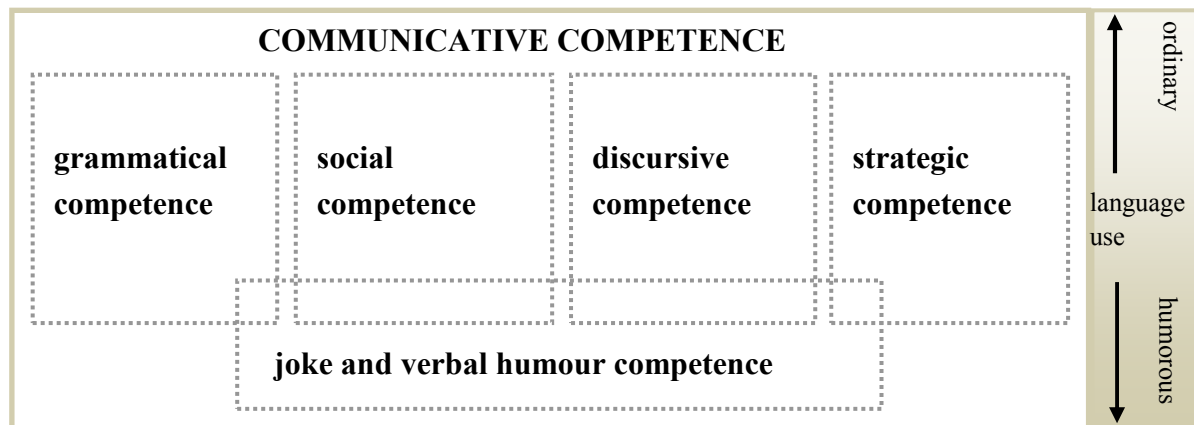 COMMUNICATIVE COMPETENCE
grammatical
competence
social
competence
discursive
competence
strategic
competence
joke and verbal humour competence
ordinary
language
use
humorous